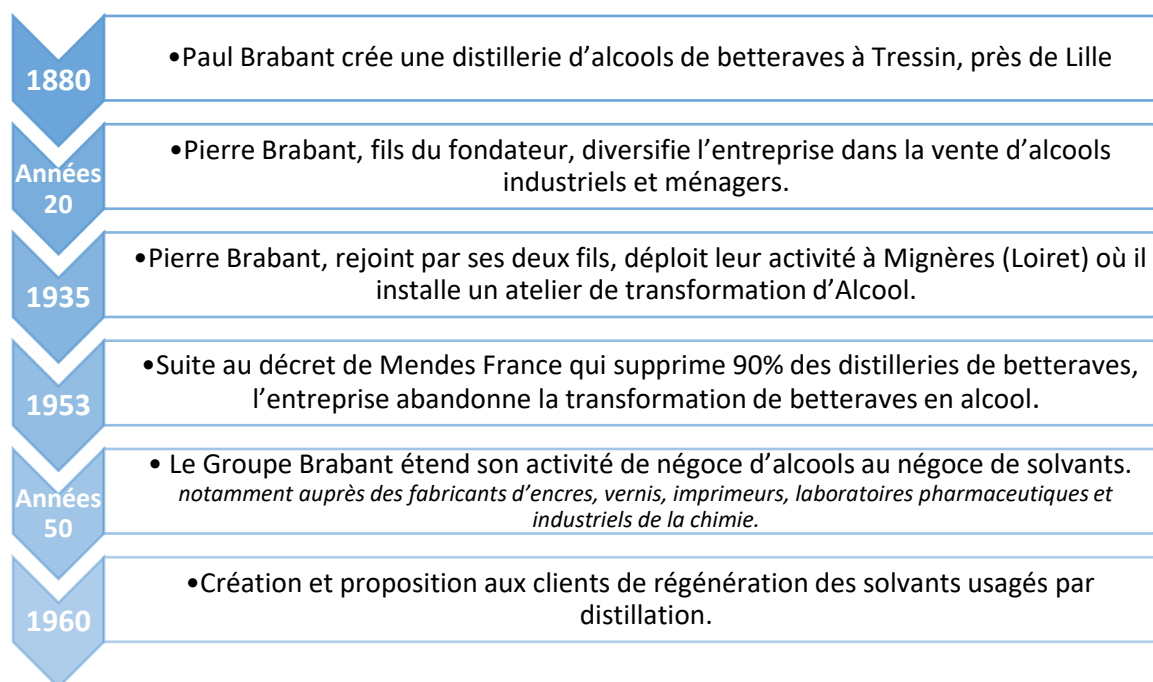 1880
•Paul Brabant crée une distillerie d’alcools de betteraves à Tressin, près de Lille
Années
20
•Pierre Brabant, fils du fondateur, diversifie l’entreprise dans la vente d’alcools
industriels et ménagers.
1935
•Pierre Brabant, rejoint par ses deux fils, déploit leur activité à Mignères (Loiret) où il
installe un atelier de transformation d’Alcool.
1953
•Suite au décret de Mendes France qui supprime 90% des distilleries de betteraves,
l’entreprise abandonne la transformation de betteraves en alcool.
Années
50
• Le Groupe Brabant étend son activité de négoce d’alcools au négoce de solvants.
notamment auprès des fabricants d’encres, vernis, imprimeurs, laboratoires pharmaceutiques et
industriels de la chimie.
1960
•Création et proposition aux clients de régénération des solvants usagés par
distillation.